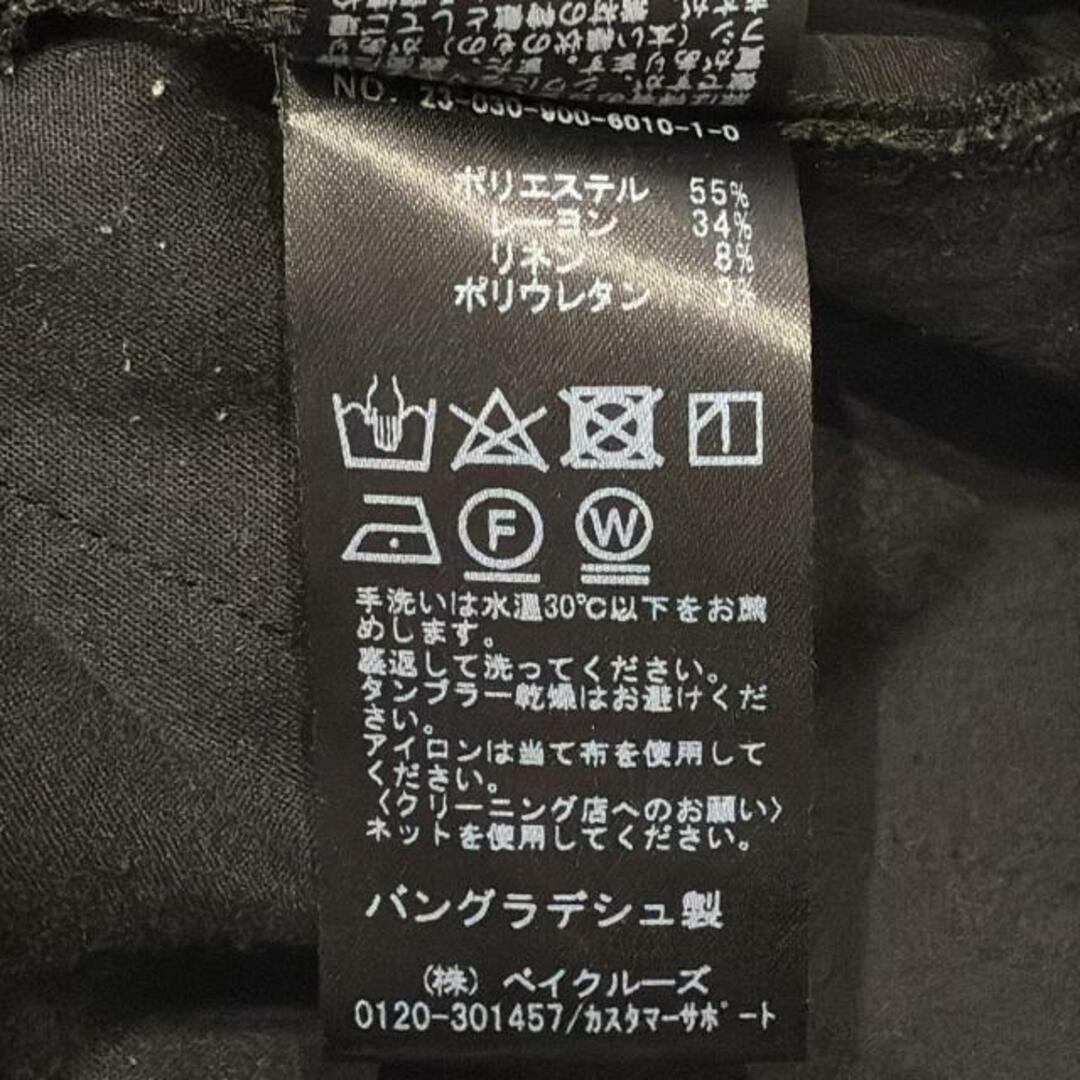 NO. 23-030-900-6010-1-0
ポリエステル 55%
レーヨン 34%
リネン 8%
ポリウレタン 3%
F W
手洗いは水温30℃以下をお薦
めします。
裏返して洗ってください。
タンブラー乾燥はお避けくだ
さい。
アイロンは当て布を使用して
ください。
〈クリーニング店へのお願い〉
ネットを使用してください。
バングラデシュ製
(株) ベイクルーズ
0120-301457/カスタマーサポート